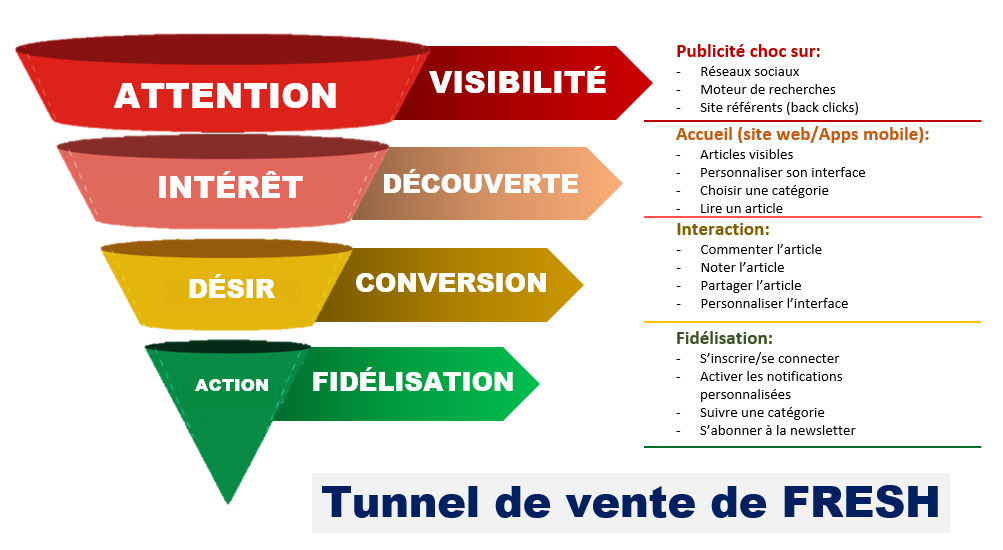 ATTENTION
VISIBILITÉ
Publicité choc sur:
- Réseaux sociaux
- Moteur de recherches
- Site référents (back clicks)
INTÉRÊT
DÉCOUVERTE
Accueil (site web/Apps mobile):
- Articles visibles
- Personnaliser son interface
- Choisir une catégorie
- Lire un article
DÉSIR
CONVERSION
Interaction:
- Commenter l’article
- Noter l’article
- Partager l’article
- Personnaliser l’interface
ACTION
FIDÉLISATION
Fidélisation:
- S’inscrire/se connecter
- Activer les notifications
personnalisées
- Suivre une catégorie
- S’abonner à la newsletter
Tunnel de vente de FRESH